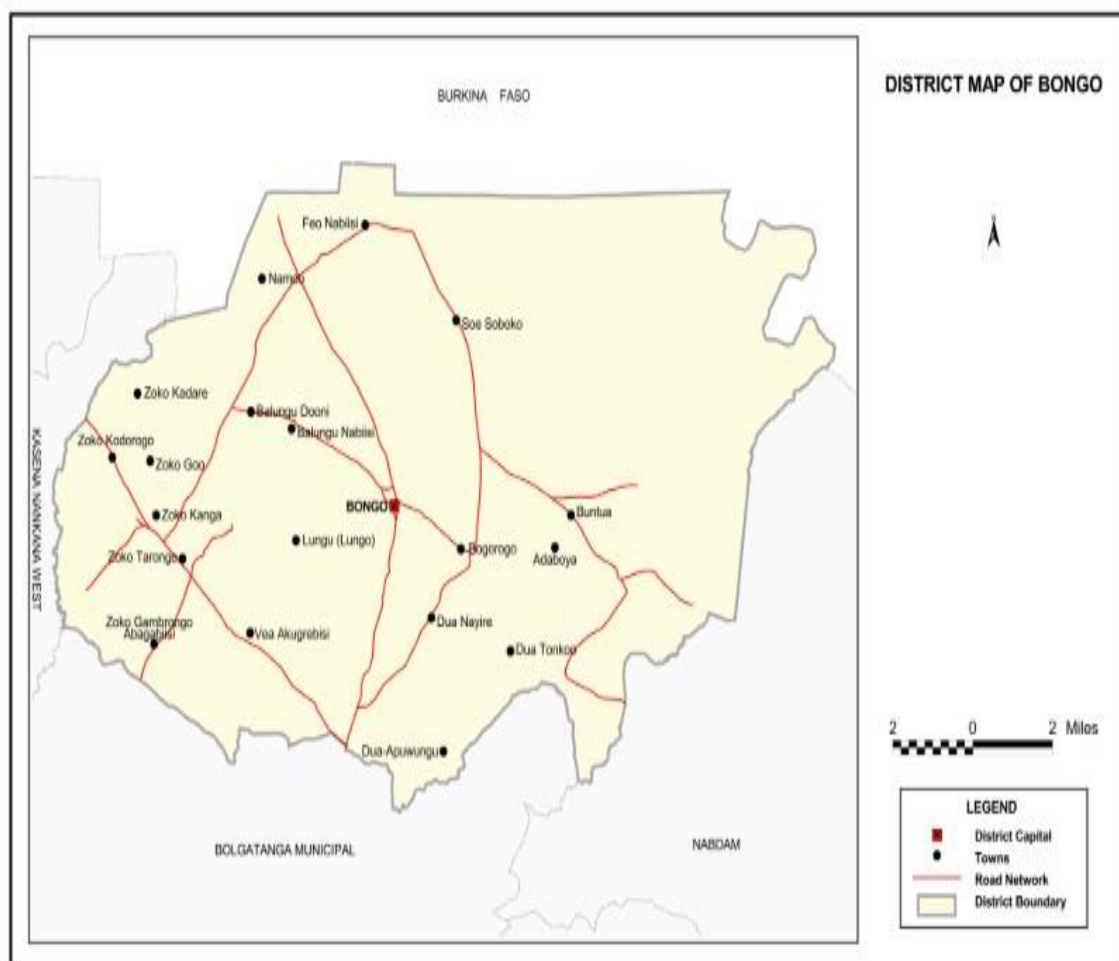 DISTRICT MAP OF BONGO
BURKINA FASO
Feo Nabiisi
Namoo
Soe Soboko
Zoko Kadare
Balungu Dooni
Balungu Nabiisi
Zoko Kodorogo
Zoko Goo
KASENA NANKANA WEST
BONGO
Zoko Kanga
Buntua
Lungu (Lungo)
Bogorogo
Adaboya
Zoko Tarongo
Zoko Gambrongo
Abagabiisi
Vea Akugrebisi
Dua Nayire
Dua Tonkoo
Dua-Apuwungu
BOLGATANGA MUNICIPAL
NABDAM
2 0 2 Miles
LEGEND
District Capital
Towns
Road Network
District Boundary